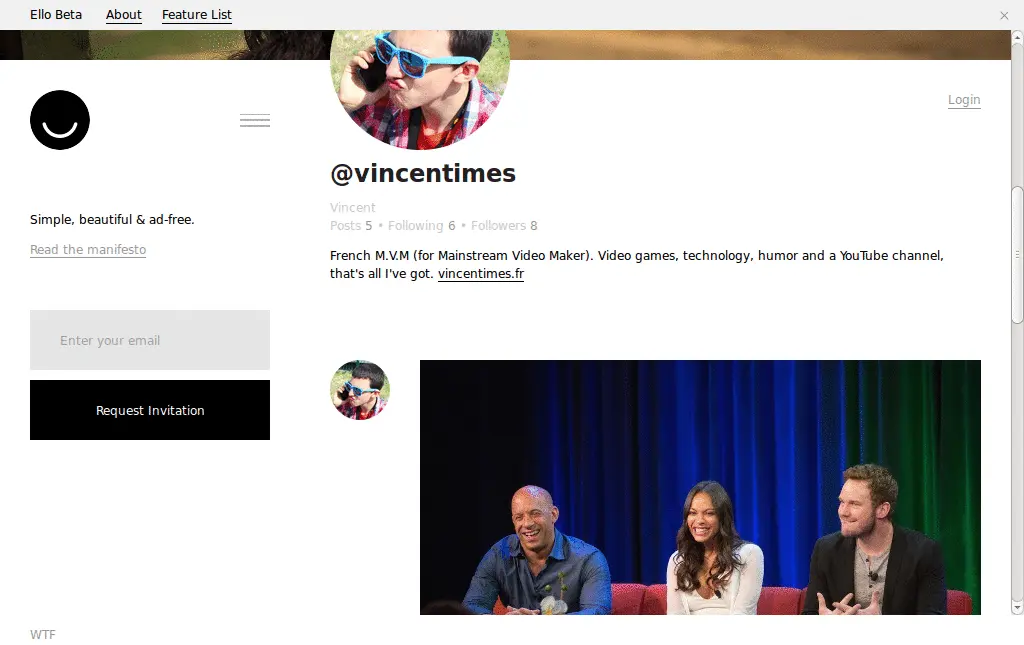 Ello Beta About Feature List
Login
@vincentimes
Vincent
Posts 5 • Following 6 • Followers 8
French M.V.M (for Mainstream Video Maker). Video games, technology, humor and a YouTube channel,
that's all I've got. vincentimes.fr
Simple, beautiful & ad-free.
Read the manifesto
Enter your email
Request Invitation
WTF